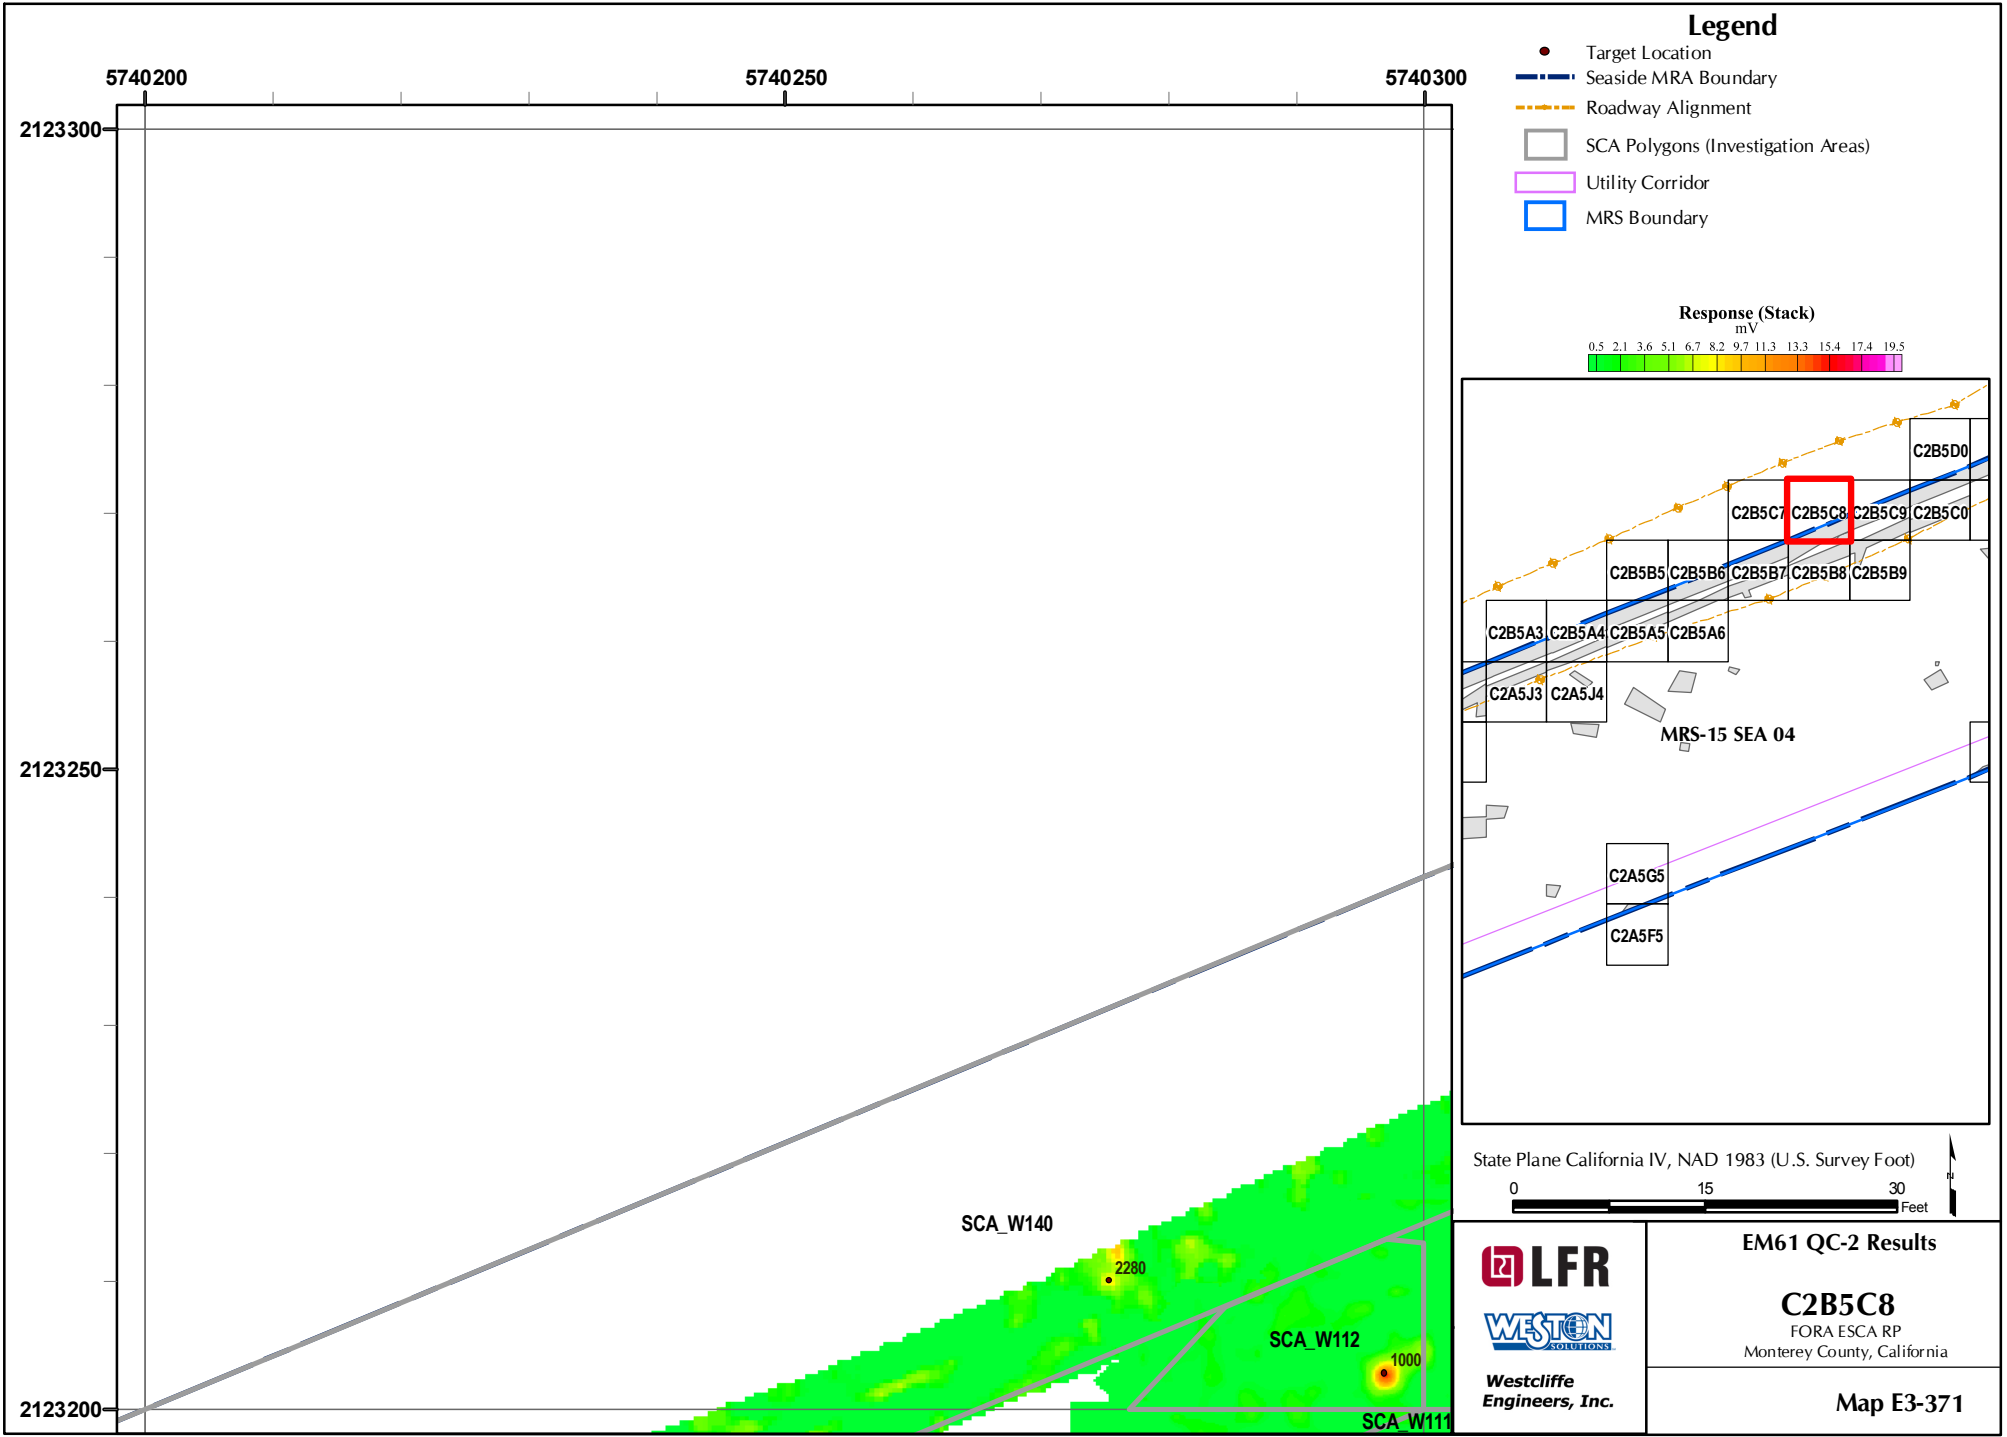 Legend
Target Location
Seaside MRA Boundary
Roadway Alignment
SCA Polygons (Investigation Areas)
Utility Corridor
MRS Boundary
5740200
5740250
5740300
2123300
2123250
2123200
Response (Stack)
mV
0.5 2.1 3.6 5.1 6.7 8.2 9.7 11.3 13.3 15.4 17.4 19.5
C2B5D0
C2B5C7 C2B5C8 C2B5C9 C2B5C0
C2B5B5 C2B5B6 C2B5B7 C2B5B8 C2B5B9
C2B5A3 C2B5A4 C2B5A5 C2B5A6
C2A5J3 C2A5J4
MRS-15 SEA 04
C2A5G5
C2A5F5
SCA_W140
2280
SCA_W112
1000
SCA_W111
State Plane California IV, NAD 1983 (U.S. Survey Foot)
0 15 30
Feet
N
LFR
WESTON
SOLUTIONS
Westcliffe
Engineers, Inc.
EM61 QC-2 Results
C2B5C8
FORA ESCA RP
Monterey County, California
Map E3-371